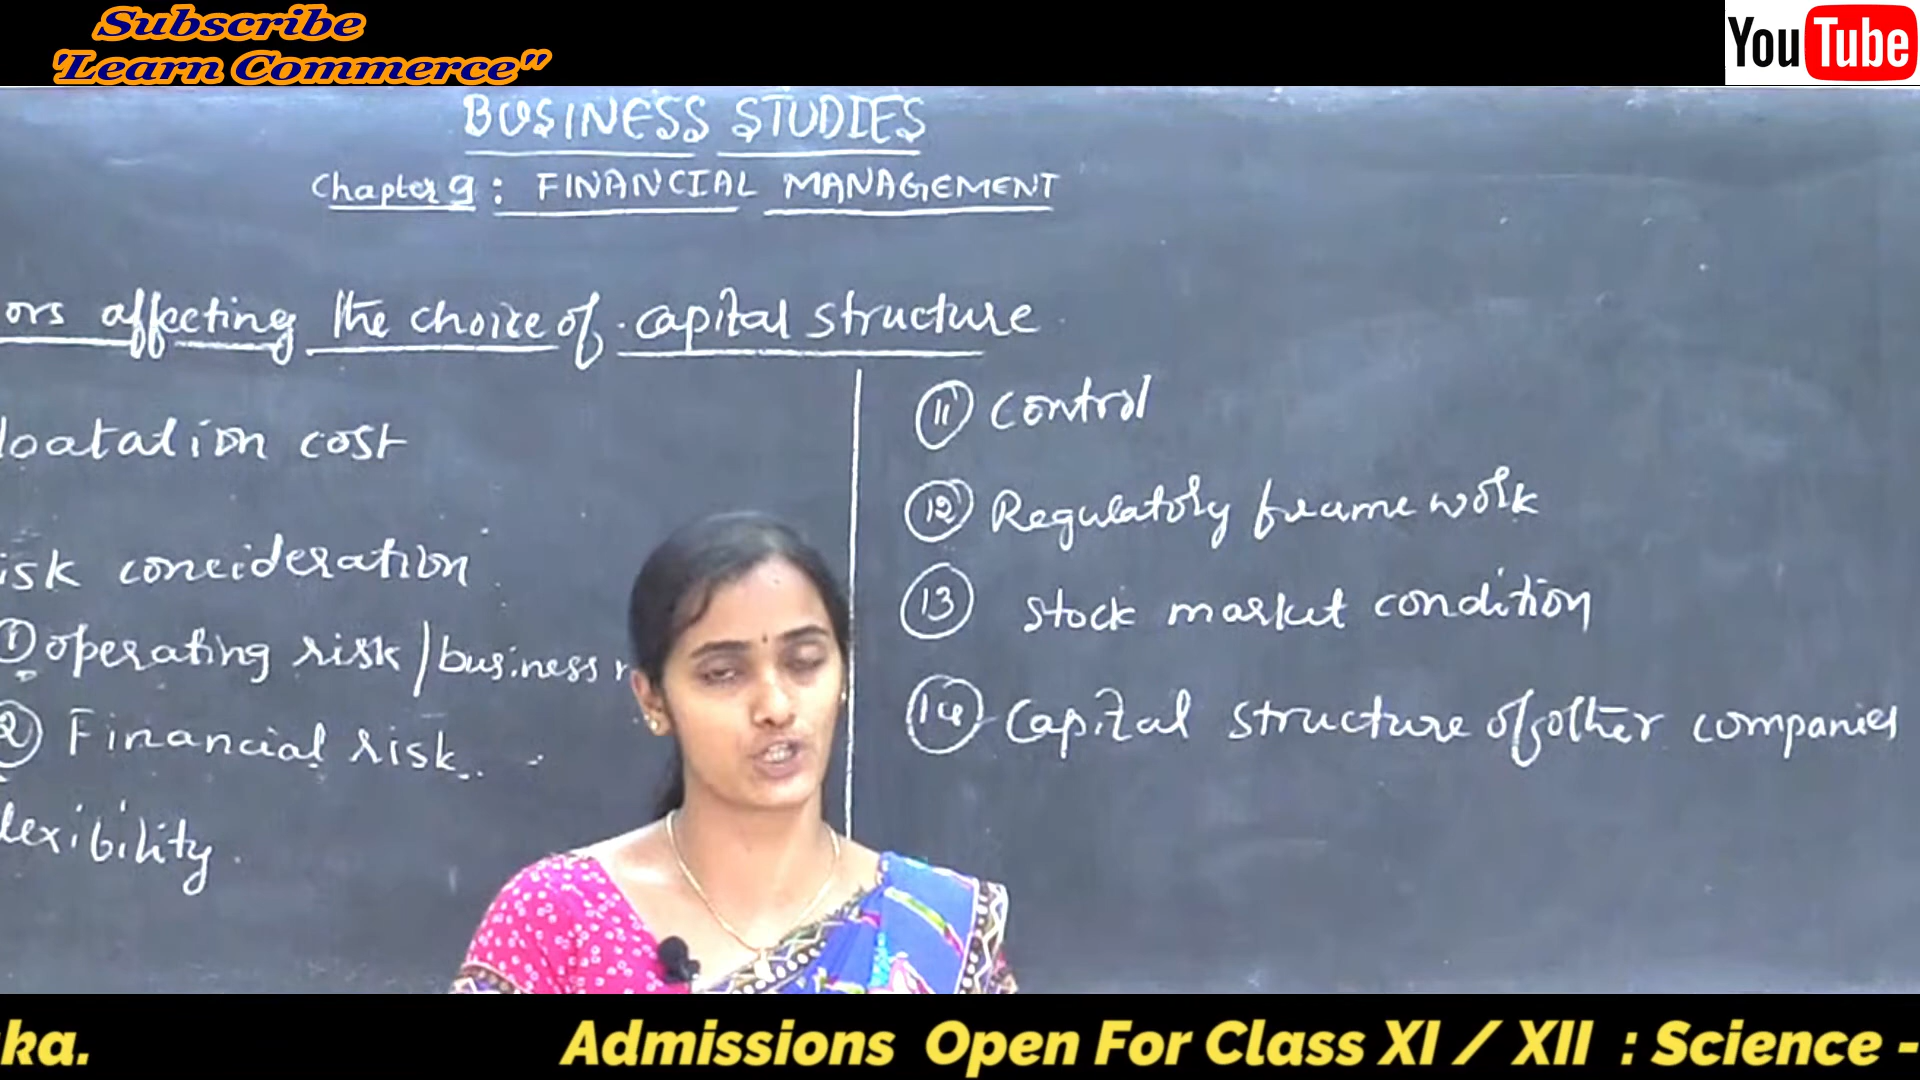 Subscribe
"Learn Commerce"
YouTube
BUSINESS STUDIES
Chapter 9 : FINANCIAL MANAGEMENT
ors affecting the choice of capital structure
loatation cost
isk concideration
① operating risk / business r
② Financial risk
lexibility.
⑪ control
⑫ Regulatory framework
⑬ stock market condition
⑭ Capital structure of other companies
ka. Admissions Open For Class XI / XII : Science -